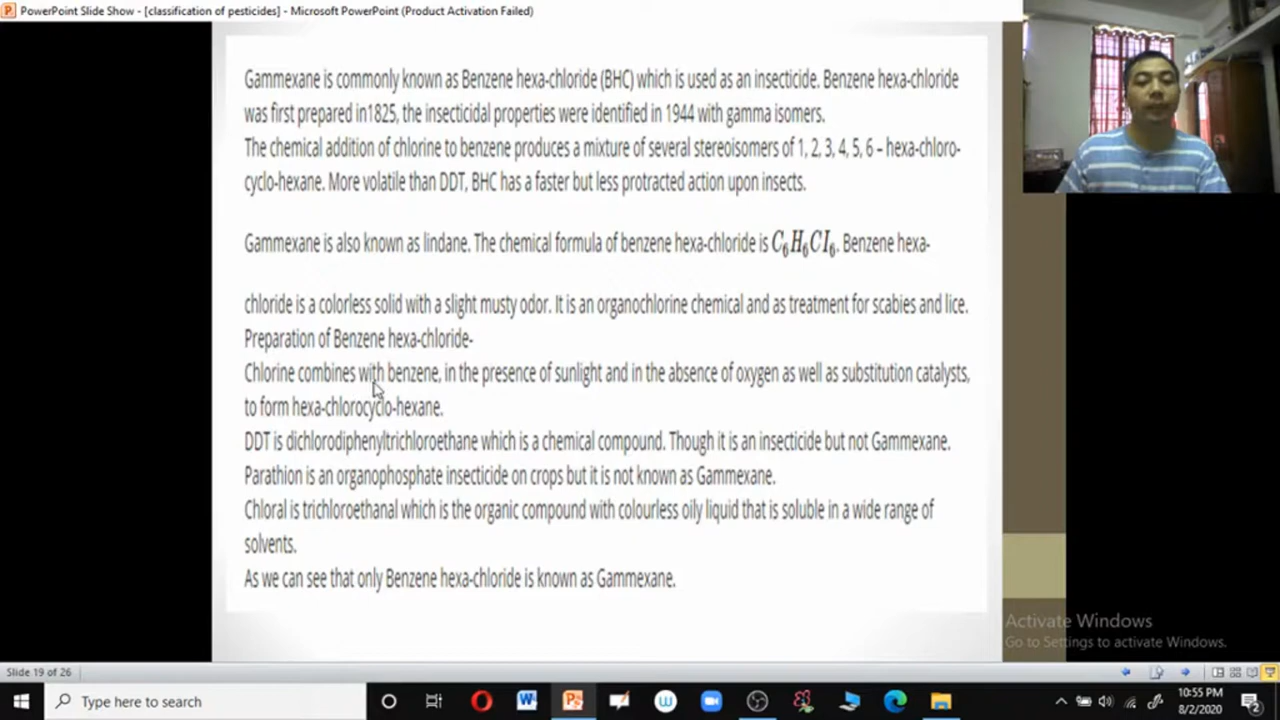 PowerPoint Slide Show - [classification of pesticides] - Microsoft PowerPoint (Product Activation Failed)
Gammexane is commonly known as Benzene hexa-chloride (BHC) which is used as an insecticide. Benzene hexa-chloride
was first prepared in1825, the insecticidal properties were identified in 1944 with gamma isomers.
The chemical addition of chlorine to benzene produces a mixture of several stereoisomers of 1, 2, 3, 4, 5, 6 – hexa-chloro-
cyclo-hexane. More volatile than DDT, BHC has a faster but less protracted action upon insects.
Gammexane is also known as lindane. The chemical formula of benzene hexa-chloride is C₆H₆CI₆. Benzene hexa-
chloride is a colorless solid with a slight musty odor. It is an organochlorine chemical and as treatment for scabies and lice.
Preparation of Benzene hexa-chloride-
Chlorine combines with benzene, in the presence of sunlight and in the absence of oxygen as well as substitution catalysts,
to form hexa-chlorocyclo-hexane.
DDT is dichlorodiphenyltrichloroethane which is a chemical compound. Though it is an insecticide but not Gammexane.
Parathion is an organophosphate insecticide on crops but it is not known as Gammexane.
Chloral is trichloroethanal which is the organic compound with colourless oily liquid that is soluble in a wide range of
solvents.
As we can see that only Benzene hexa-chloride is known as Gammexane.
Activate Windows
Go to Settings to activate Windows.
Slide 19 of 26
Type here to search
10:55 PM
8/2/2020
2